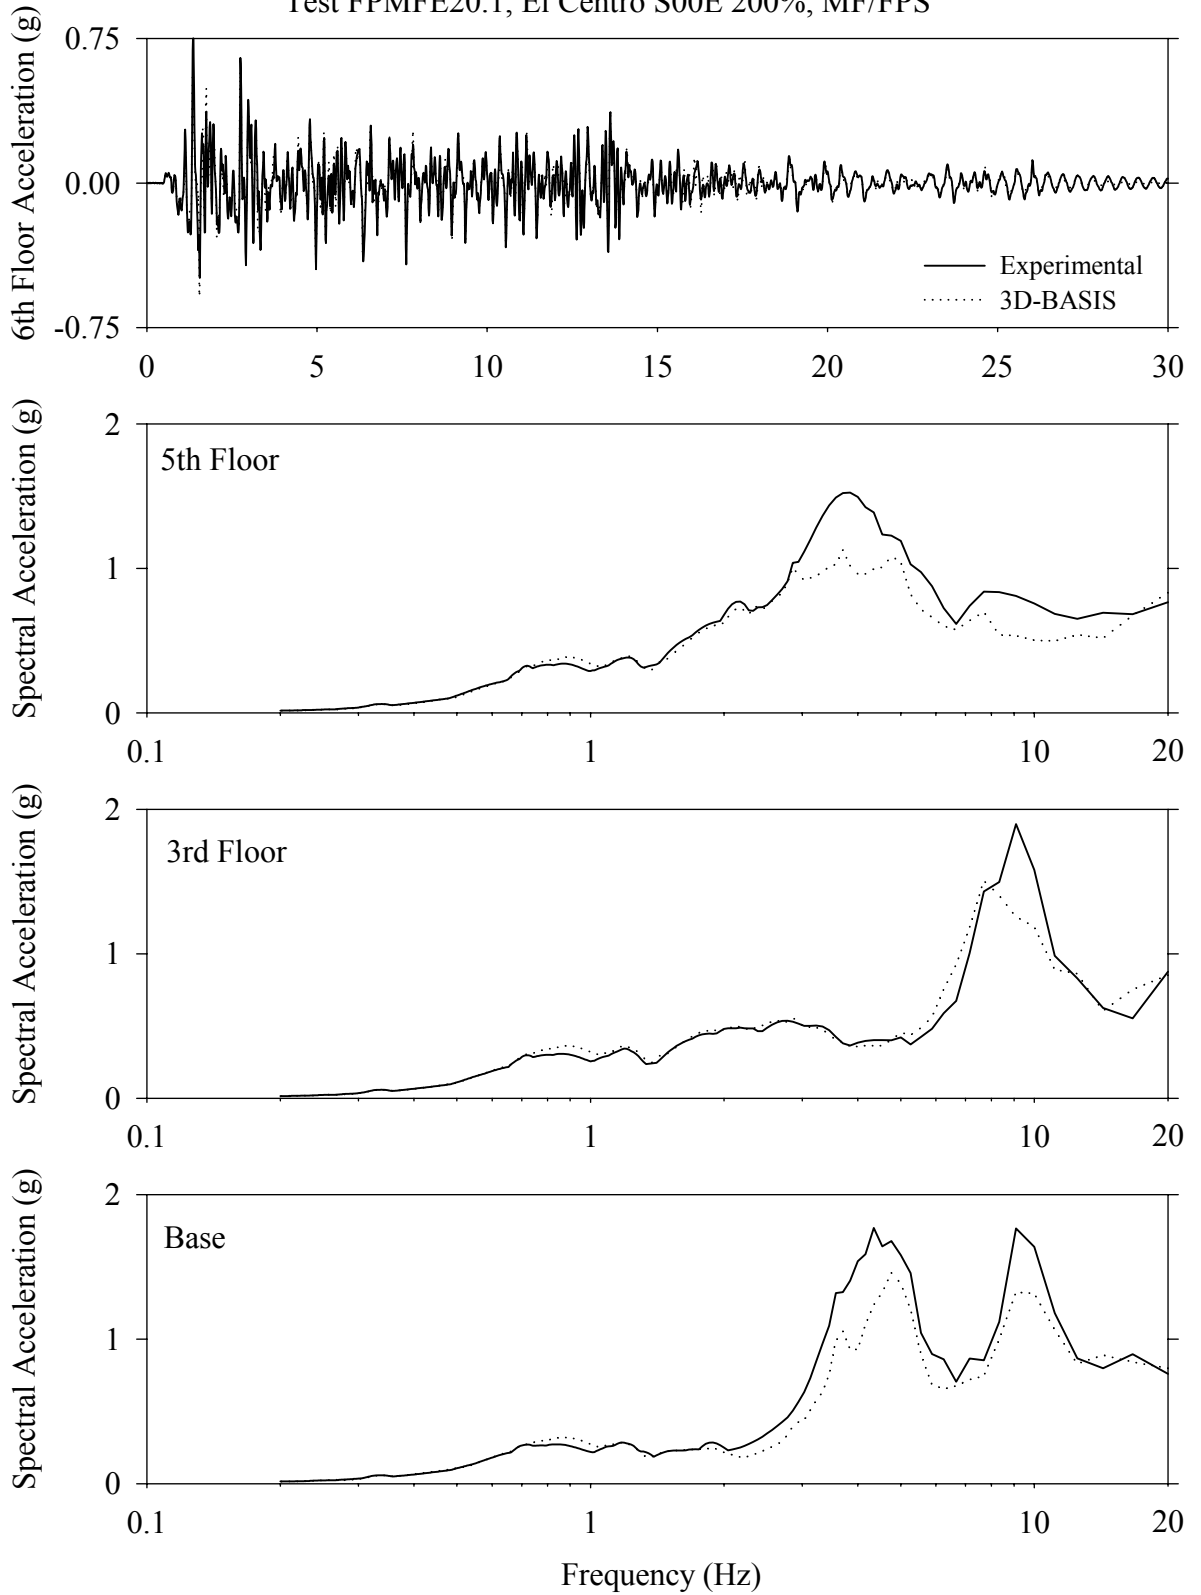 Test FPMFE20.1, El Centro S00E 200%, MF/FPS
6th Floor Acceleration (g)
0.75
0.00
-0.75
Experimental
3D-BASIS
0 5 10 15 20 25 30
Spectral Acceleration (g)
2
5th Floor
1
0
0.1 1 10 20
Spectral Acceleration (g)
2
3rd Floor
1
0
0.1 1 10 20
Spectral Acceleration (g)
2
Base
1
0
0.1 1 10 20
Frequency (Hz)